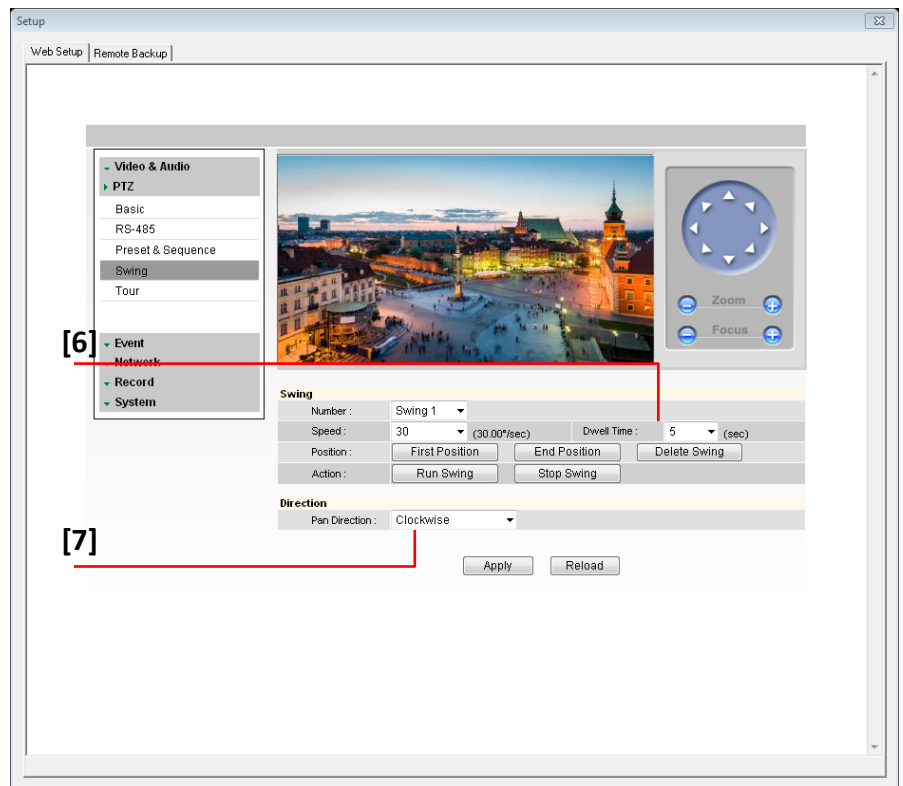 Setup
Web Setup Remote Backup
Video & Audio
PTZ
Basic
RS-485
Preset & Sequence
Swing
Tour
Zoom
Focus
[6]
Event
Network
Record
System
Swing
Number : Swing 1
Speed : 30 (30.00°/sec) Dwell Time : 5 (sec)
Position : First Position End Position Delete Swing
Action : Run Swing Stop Swing
Direction
Pan Direction : Clockwise
[7]
Apply Reload